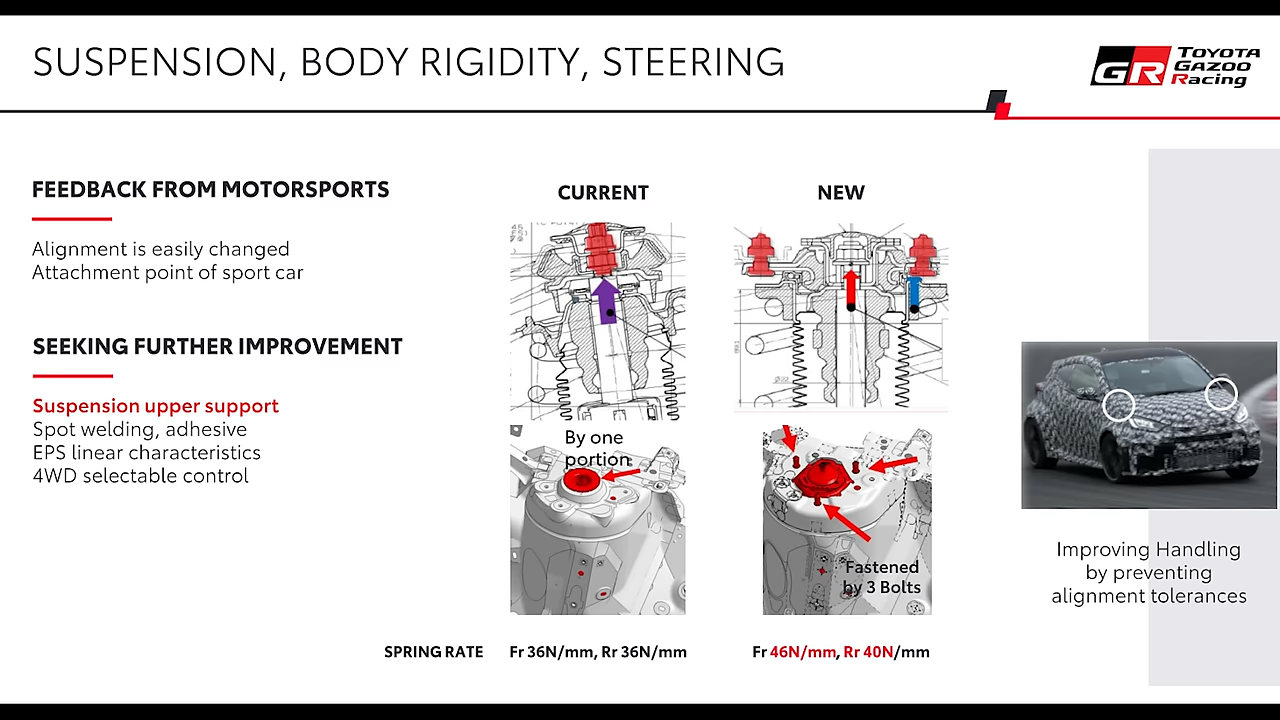 SUSPENSION, BODY RIGIDITY, STEERING
GR TOYOTA
GAZOO
Racing
FEEDBACK FROM MOTORSPORTS
Alignment is easily changed
Attachment point of sport car
SEEKING FURTHER IMPROVEMENT
Suspension upper support
Spot welding, adhesive
EPS linear characteristics
4WD selectable control
CURRENT
NEW
By one
portion
Fastened
by 3 Bolts
SPRING RATE
Fr 36N/mm, Rr 36N/mm
Fr 46N/mm, Rr 40N/mm
Improving Handling
by preventing
alignment tolerances